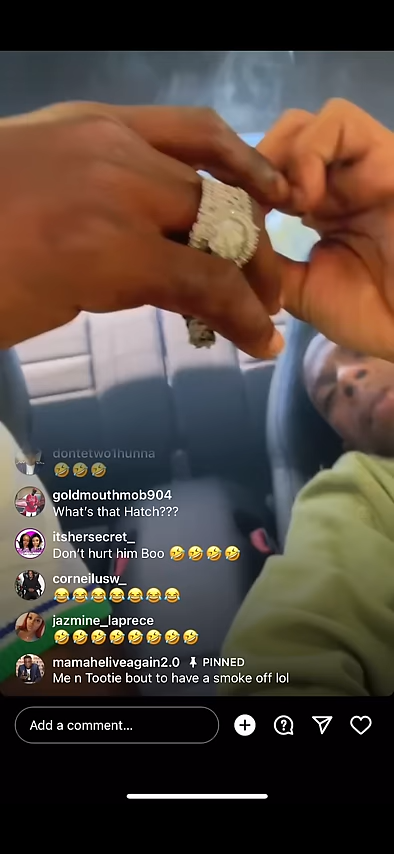 dontetwo1hunna
🤣🤣🤣
goldmouthmob904
What's that Hatch???
itshersecret_
Don't hurt him Boo 🤣🤣🤣🤣
corneilusw_
😂😂😂😂😂😂😂
jazmine_laprece
🤣🤣🤣🤣🤣🤣🤣🤣
mamaheliveagain2.0 📌 PINNED
Me n Tootie bout to have a smoke off lol
Add a comment...